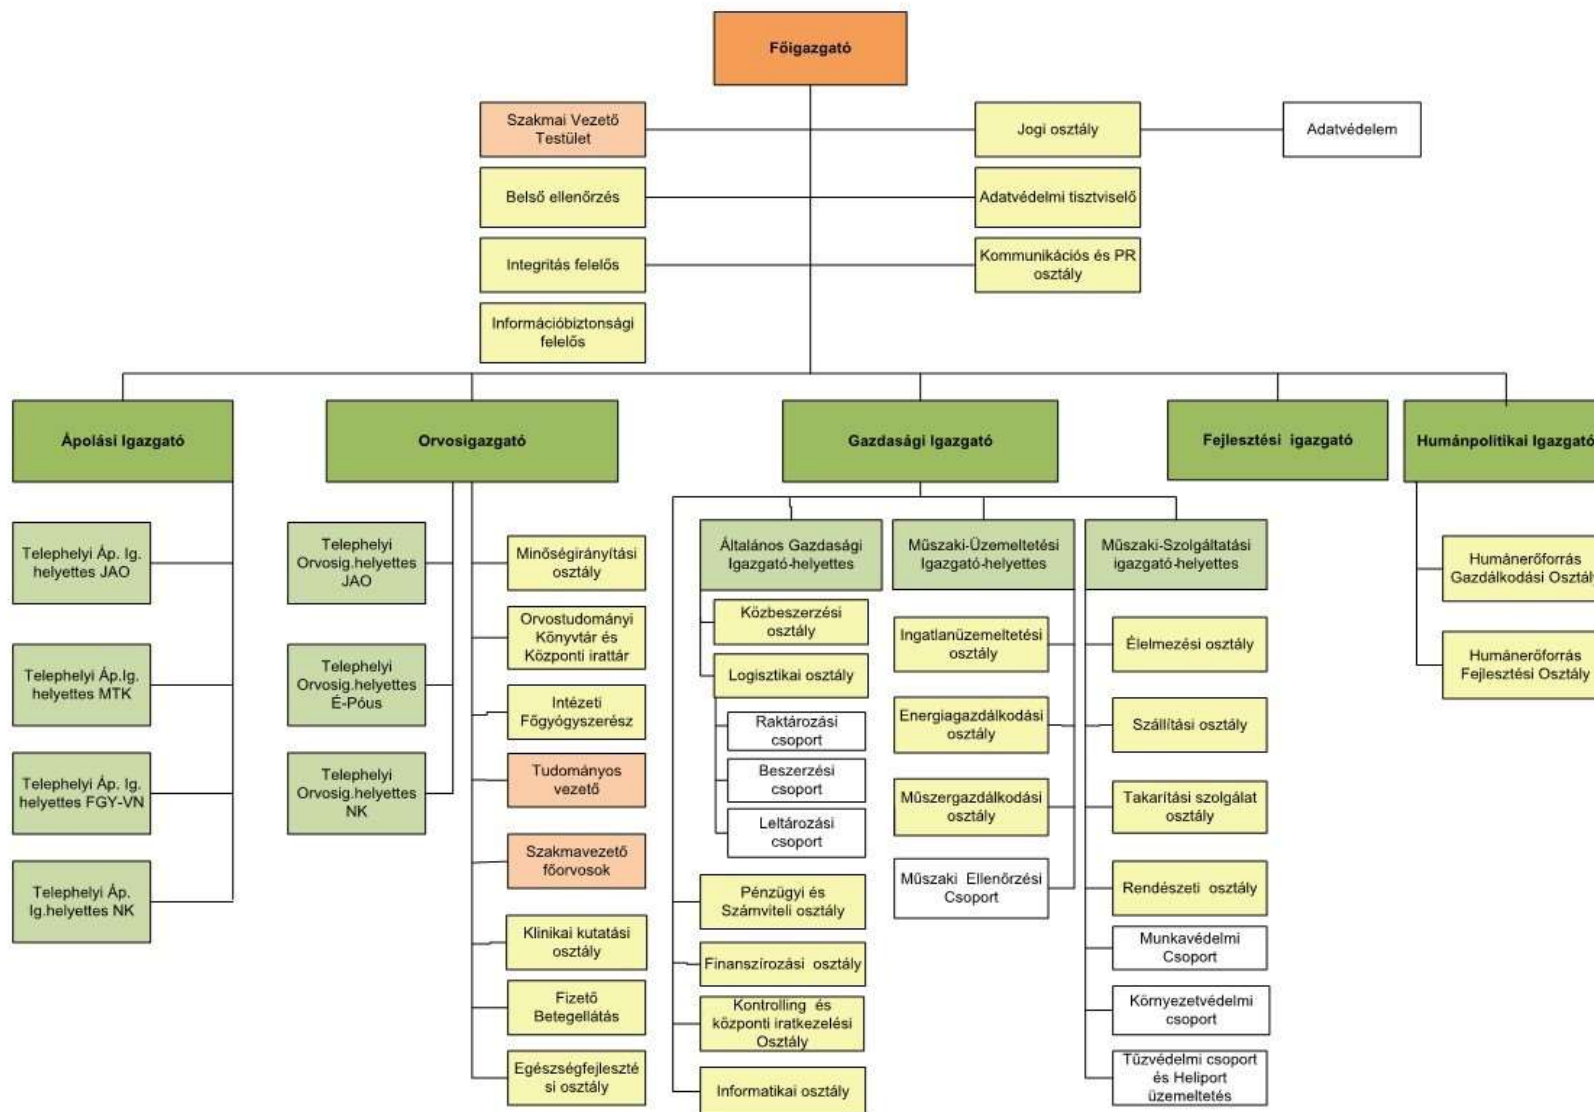 Főigazgató
Szakmai Vezető
Testület
Jogi osztály
Adatvédelem
Belső ellenőrzés
Adatvédelmi tisztviselő
Integritás felelős
Kommunikációs és PR
osztály
Információbiztonsági
felelős
Ápolási Igazgató
Orvosigazgató
Gazdasági Igazgató
Fejlesztési igazgató
Humánpolitikai Igazgató
Telephelyi Áp. Ig.
helyettes JAO
Telephelyi Áp.Ig.
helyettes MTK
Telephelyi Áp. Ig.
helyettes FGY-VN
Telephelyi Áp.
Ig.helyettes NK
Telephelyi
Orvosig.helyettes
JAO
Telephelyi
Orvosig.helyettes
É-Póus
Telephelyi
Orvosig.helyettes
NK
Minőségirányítási
osztály
Orvostudományi
Könyvtár és
Központi irattár
Intézeti
Főgyógyszerész
Tudományos
vezető
Szakmavezető
főorvosok
Klinikai kutatási
osztály
Fizető
Betegellátás
Egészségfejleszté
si osztály
Általános Gazdasági
Igazgató-helyettes
Közbeszerzési
osztály
Logisztikai osztály
Raktározási
csoport
Beszerzési
csoport
Leltározási
csoport
Pénzügyi és
Számviteli osztály
Finanszírozási osztály
Kontrolling és
központi iratkezelési
Osztály
Informatikai osztály
Műszaki-Üzemeltetési
Igazgató-helyettes
Ingatlanüzemeltetési
osztály
Energiagazdálkodási
osztály
Műszergazdálkodási
osztály
Műszaki Ellenőrzési
Csoport
Műszaki-Szolgáltatási
igazgató-helyettes
Élelmezési osztály
Szállítási osztály
Takarítási szolgálat
osztály
Rendészeti osztály
Munkavédelmi
Csoport
Környezetvédelmi
csoport
Tűzvédelmi csoport
és Heliport
üzemeltetés
Humánerőforrás
Gazdálkodási Osztály
Humánerőforrás
Fejlesztési Osztály